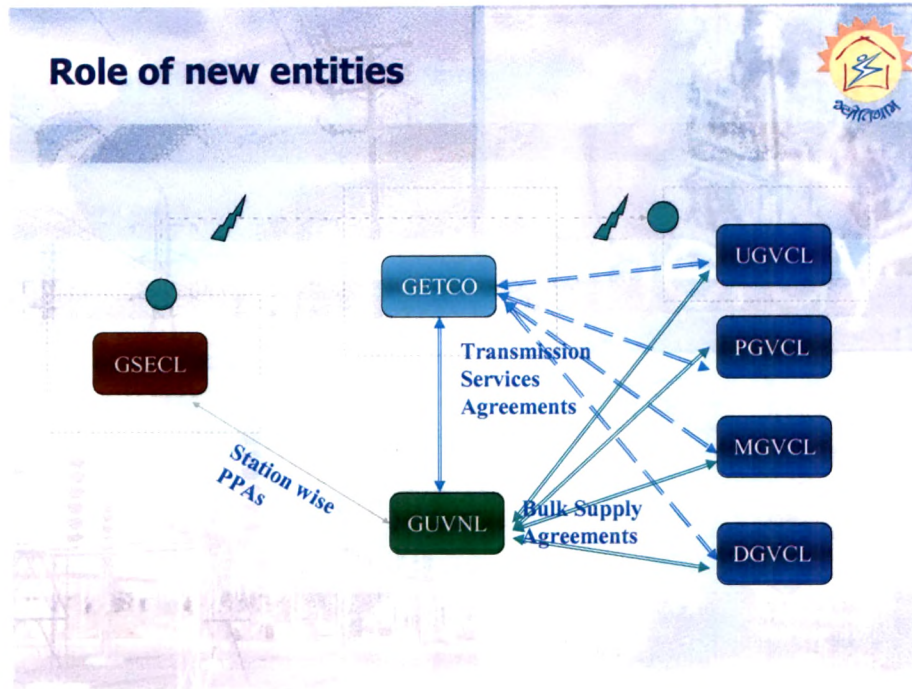 Role of new entities
જ્યોતિગ્રામ
GETCO
UGVCL
PGVCL
GSECL
Transmission
Services
Agreements
MGVCL
Station wise
PPAs
GUVNL
Bulk Supply
Agreements
DGVCL